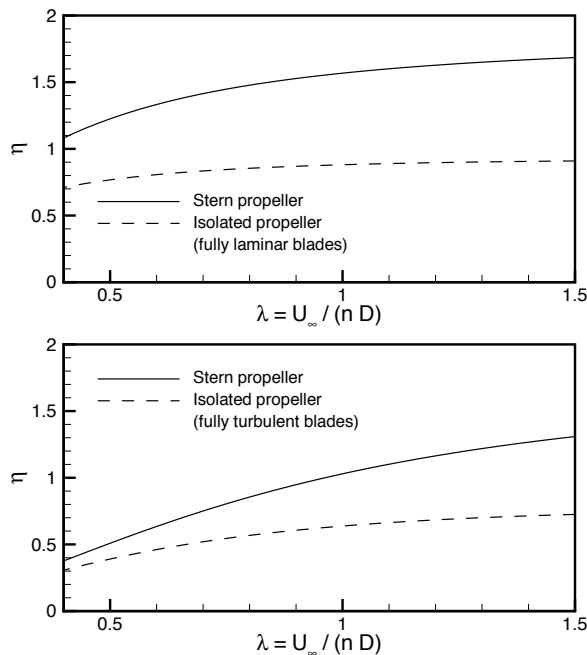 2
1.5
η
1
0.5
0
Stern propeller
Isolated propeller
(fully laminar blades)
0.5
1
1.5
λ = U∞ / (n D)
2
1.5
η
1
0.5
0
Stern propeller
Isolated propeller
(fully turbulent blades)
0.5
1
1.5
λ = U∞ / (n D)